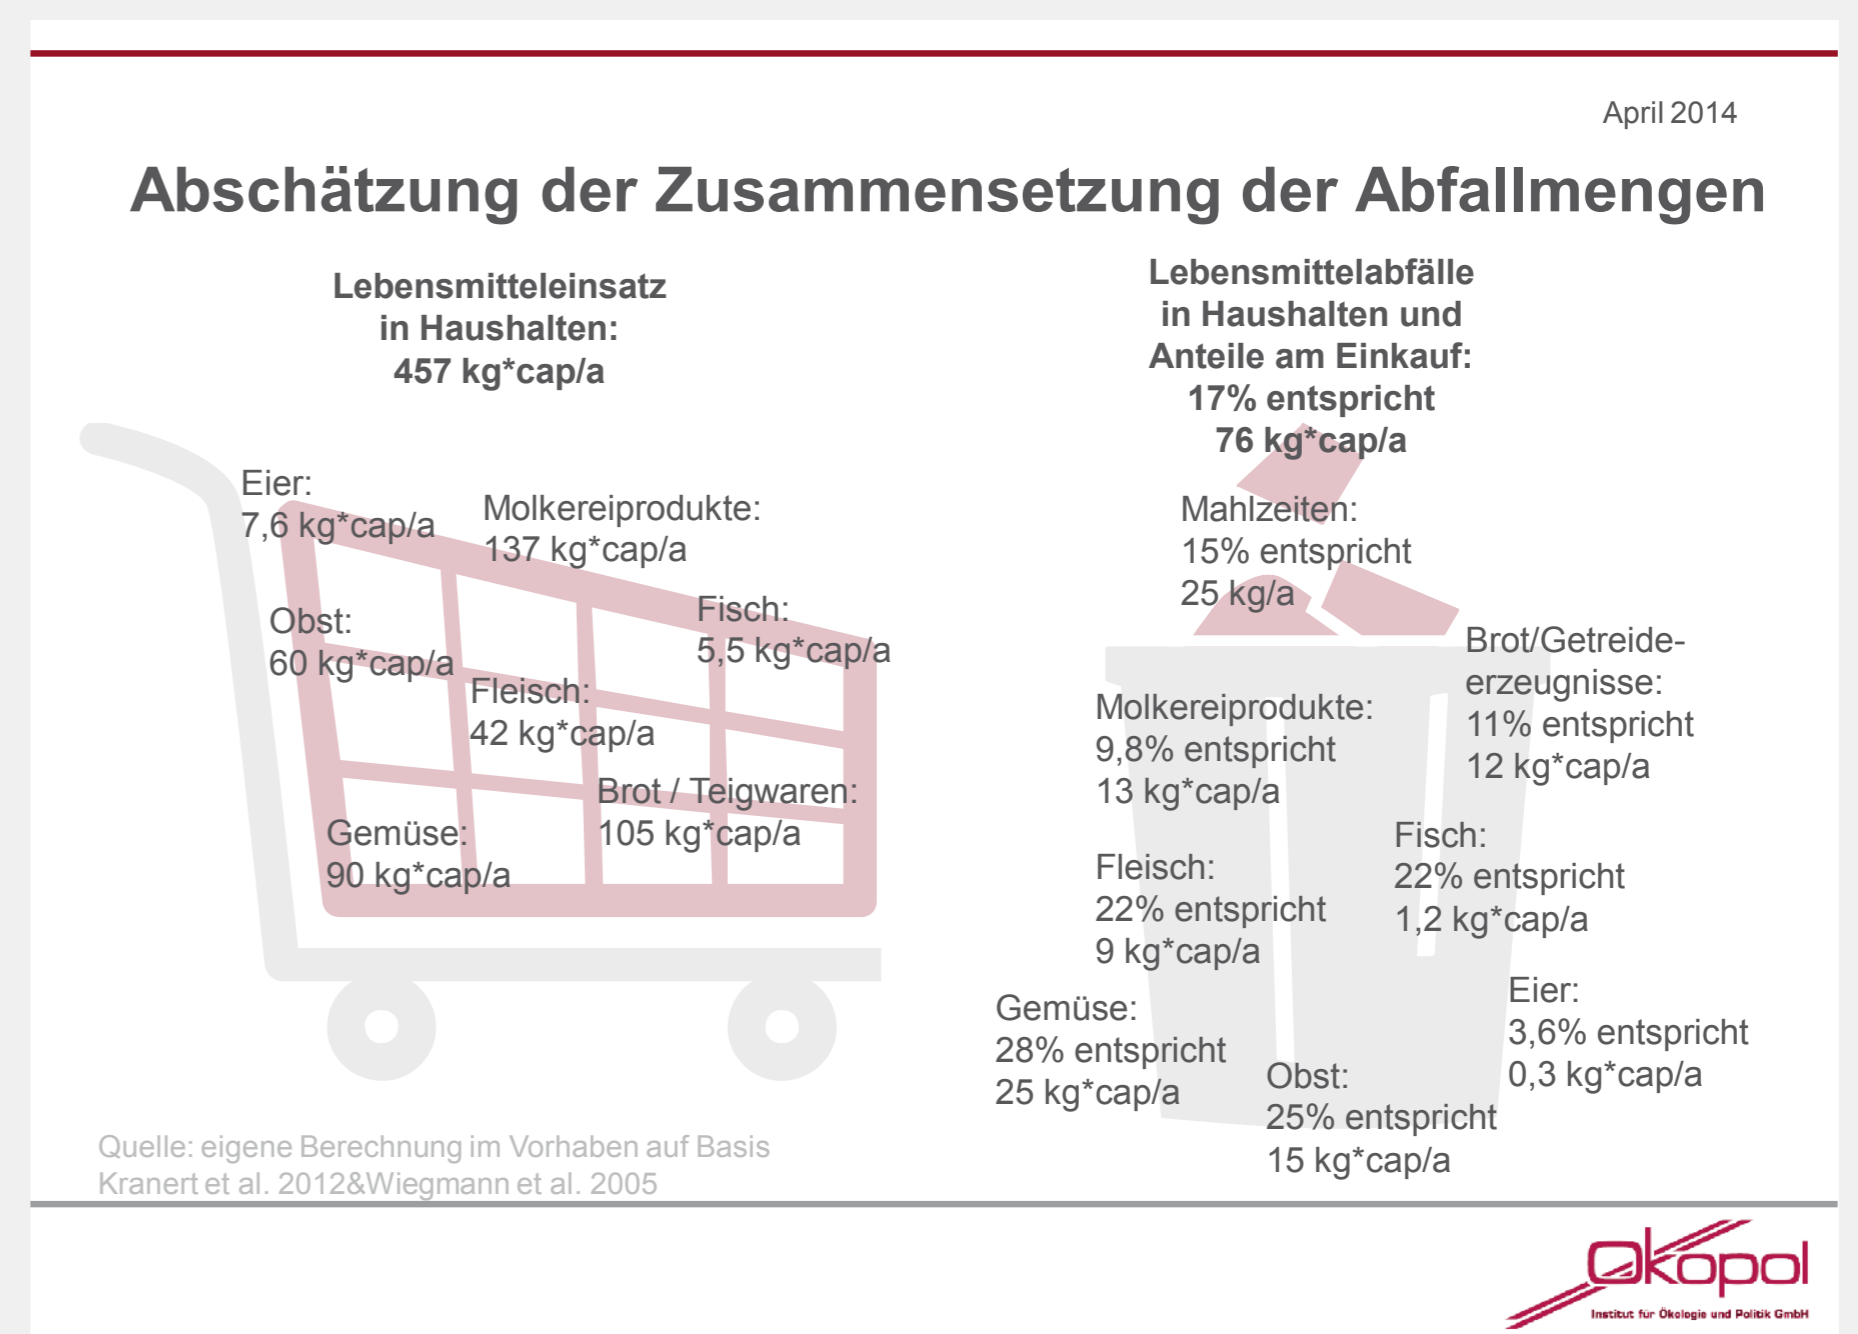 April 2014
Abschätzung der Zusammensetzung der Abfallmengen
Lebensmitteleinsatz
in Haushalten:
457 kg*cap/a
Eier:
7,6 kg*cap/a
Molkereiprodukte:
137 kg*cap/a
Obst:
60 kg*cap/a
Fisch:
5,5 kg*cap/a
Fleisch:
42 kg*cap/a
Brot / Teigwaren:
105 kg*cap/a
Gemüse:
90 kg*cap/a
Lebensmittelabfälle
in Haushalten und
Anteile am Einkauf:
17% entspricht
76 kg*cap/a
Mahlzeiten:
15% entspricht
25 kg/a
Brot/Getreide-
erzeugnisse:
11% entspricht
12 kg*cap/a
Molkereiprodukte:
9,8% entspricht
13 kg*cap/a
Fisch:
22% entspricht
1,2 kg*cap/a
Fleisch:
22% entspricht
9 kg*cap/a
Eier:
3,6% entspricht
0,3 kg*cap/a
Gemüse:
28% entspricht
25 kg*cap/a
Obst:
25% entspricht
15 kg*cap/a
Quelle: eigene Berechnung im Vorhaben auf Basis
Kranert et al. 2012&Wiegmann et al. 2005
Ökopol
Institut für Ökologie und Politik GmbH